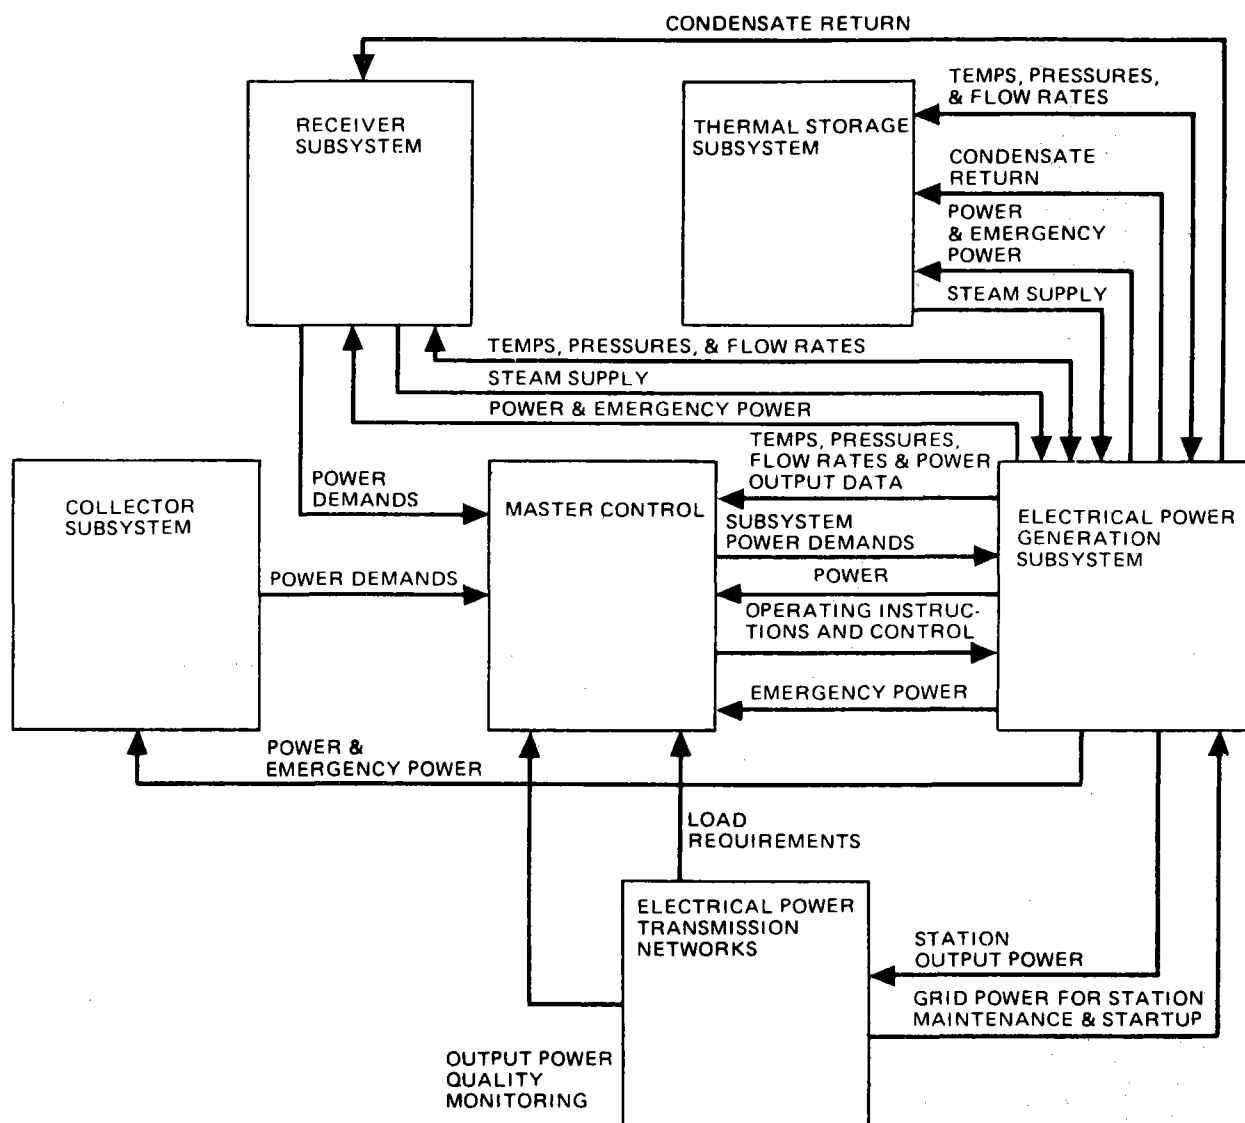 CONDENSATE RETURN
RECEIVER
SUBSYSTEM
THERMAL STORAGE
SUBSYSTEM
TEMPS, PRESSURES,
& FLOW RATES
CONDENSATE
RETURN
POWER
& EMERGENCY
POWER
STEAM SUPPLY
TEMPS, PRESSURES, & FLOW RATES
STEAM SUPPLY
POWER & EMERGENCY POWER
TEMPS, PRESSURES,
FLOW RATES & POWER
OUTPUT DATA
POWER
DEMANDS
COLLECTOR
SUBSYSTEM
MASTER CONTROL
SUBSYSTEM
POWER DEMANDS
ELECTRICAL POWER
GENERATION
SUBSYSTEM
POWER DEMANDS
POWER
OPERATING INSTRUC-
TIONS AND CONTROL
EMERGENCY POWER
POWER &
EMERGENCY POWER
LOAD
REQUIREMENTS
ELECTRICAL POWER
TRANSMISSION
NETWORKS
STATION
OUTPUT POWER
GRID POWER FOR STATION
MAINTENANCE & STARTUP
OUTPUT POWER
QUALITY
MONITORING